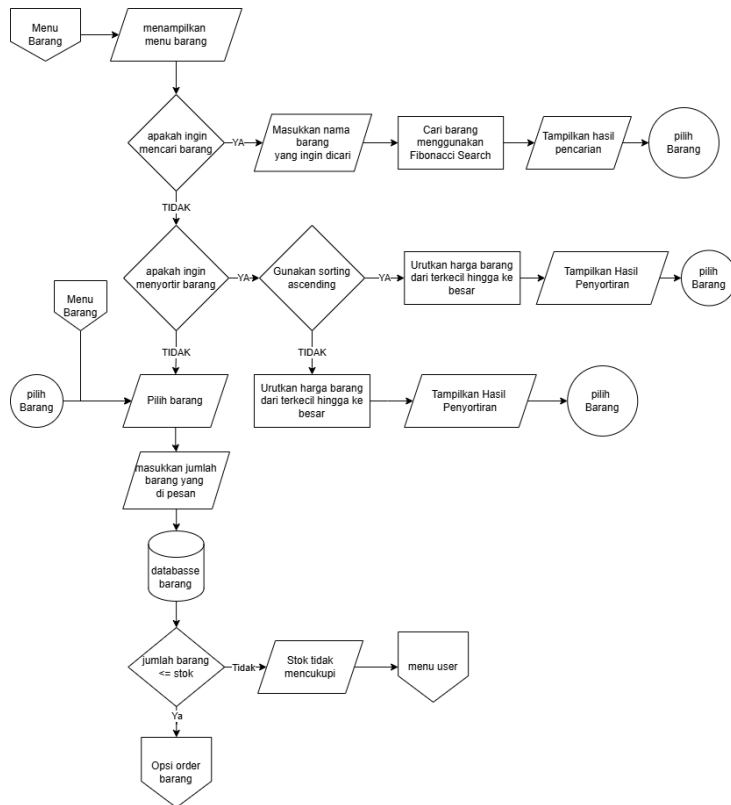 Menu
Barang
menampilkan
menu barang
apakah ingin
mencari barang
YA
Masukkan nama
barang
yang ingin dicari
Cari barang
menggunakan
Fibonacci Search
Tampilkan hasil
pencarian
pilih
Barang
TIDAK
apakah ingin
menyortir barang
YA
Gunakan sorting
ascending
YA
Urutkan harga barang
dari terkecil hingga ke
besar
Tampilkan Hasil
Penyortiran
pilih
Barang
Menu
Barang
TIDAK
TIDAK
pilih
Barang
Pilih barang
Urutkan harga barang
dari terkecil hingga ke
besar
Tampilkan Hasil
Penyortiran
pilih
Barang
masukkan jumlah
barang yang
di pesan
databasse
barang
jumlah barang
<= stok
Tidak
Stok tidak
mencukupi
menu user
Ya
Opsi order
barang